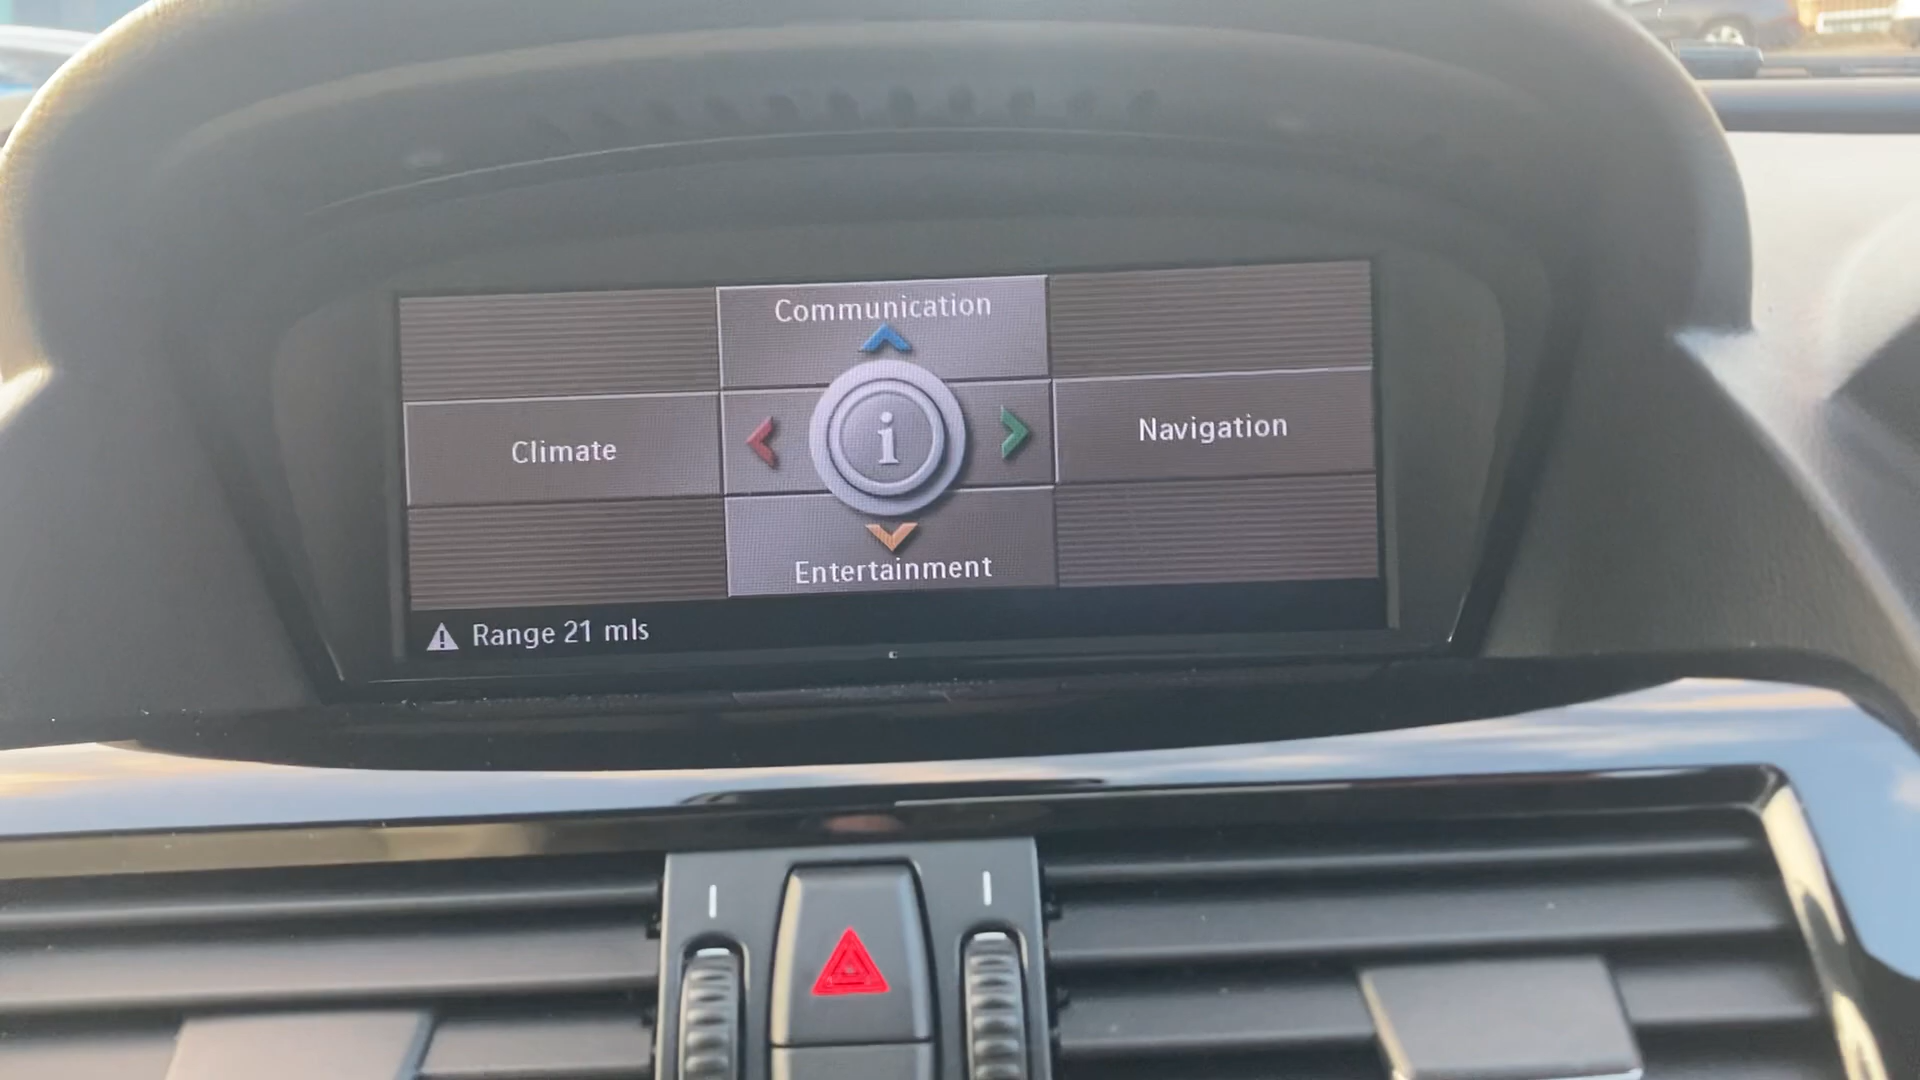 Communication
Climate
i
Navigation
Entertainment
Range 21 mls